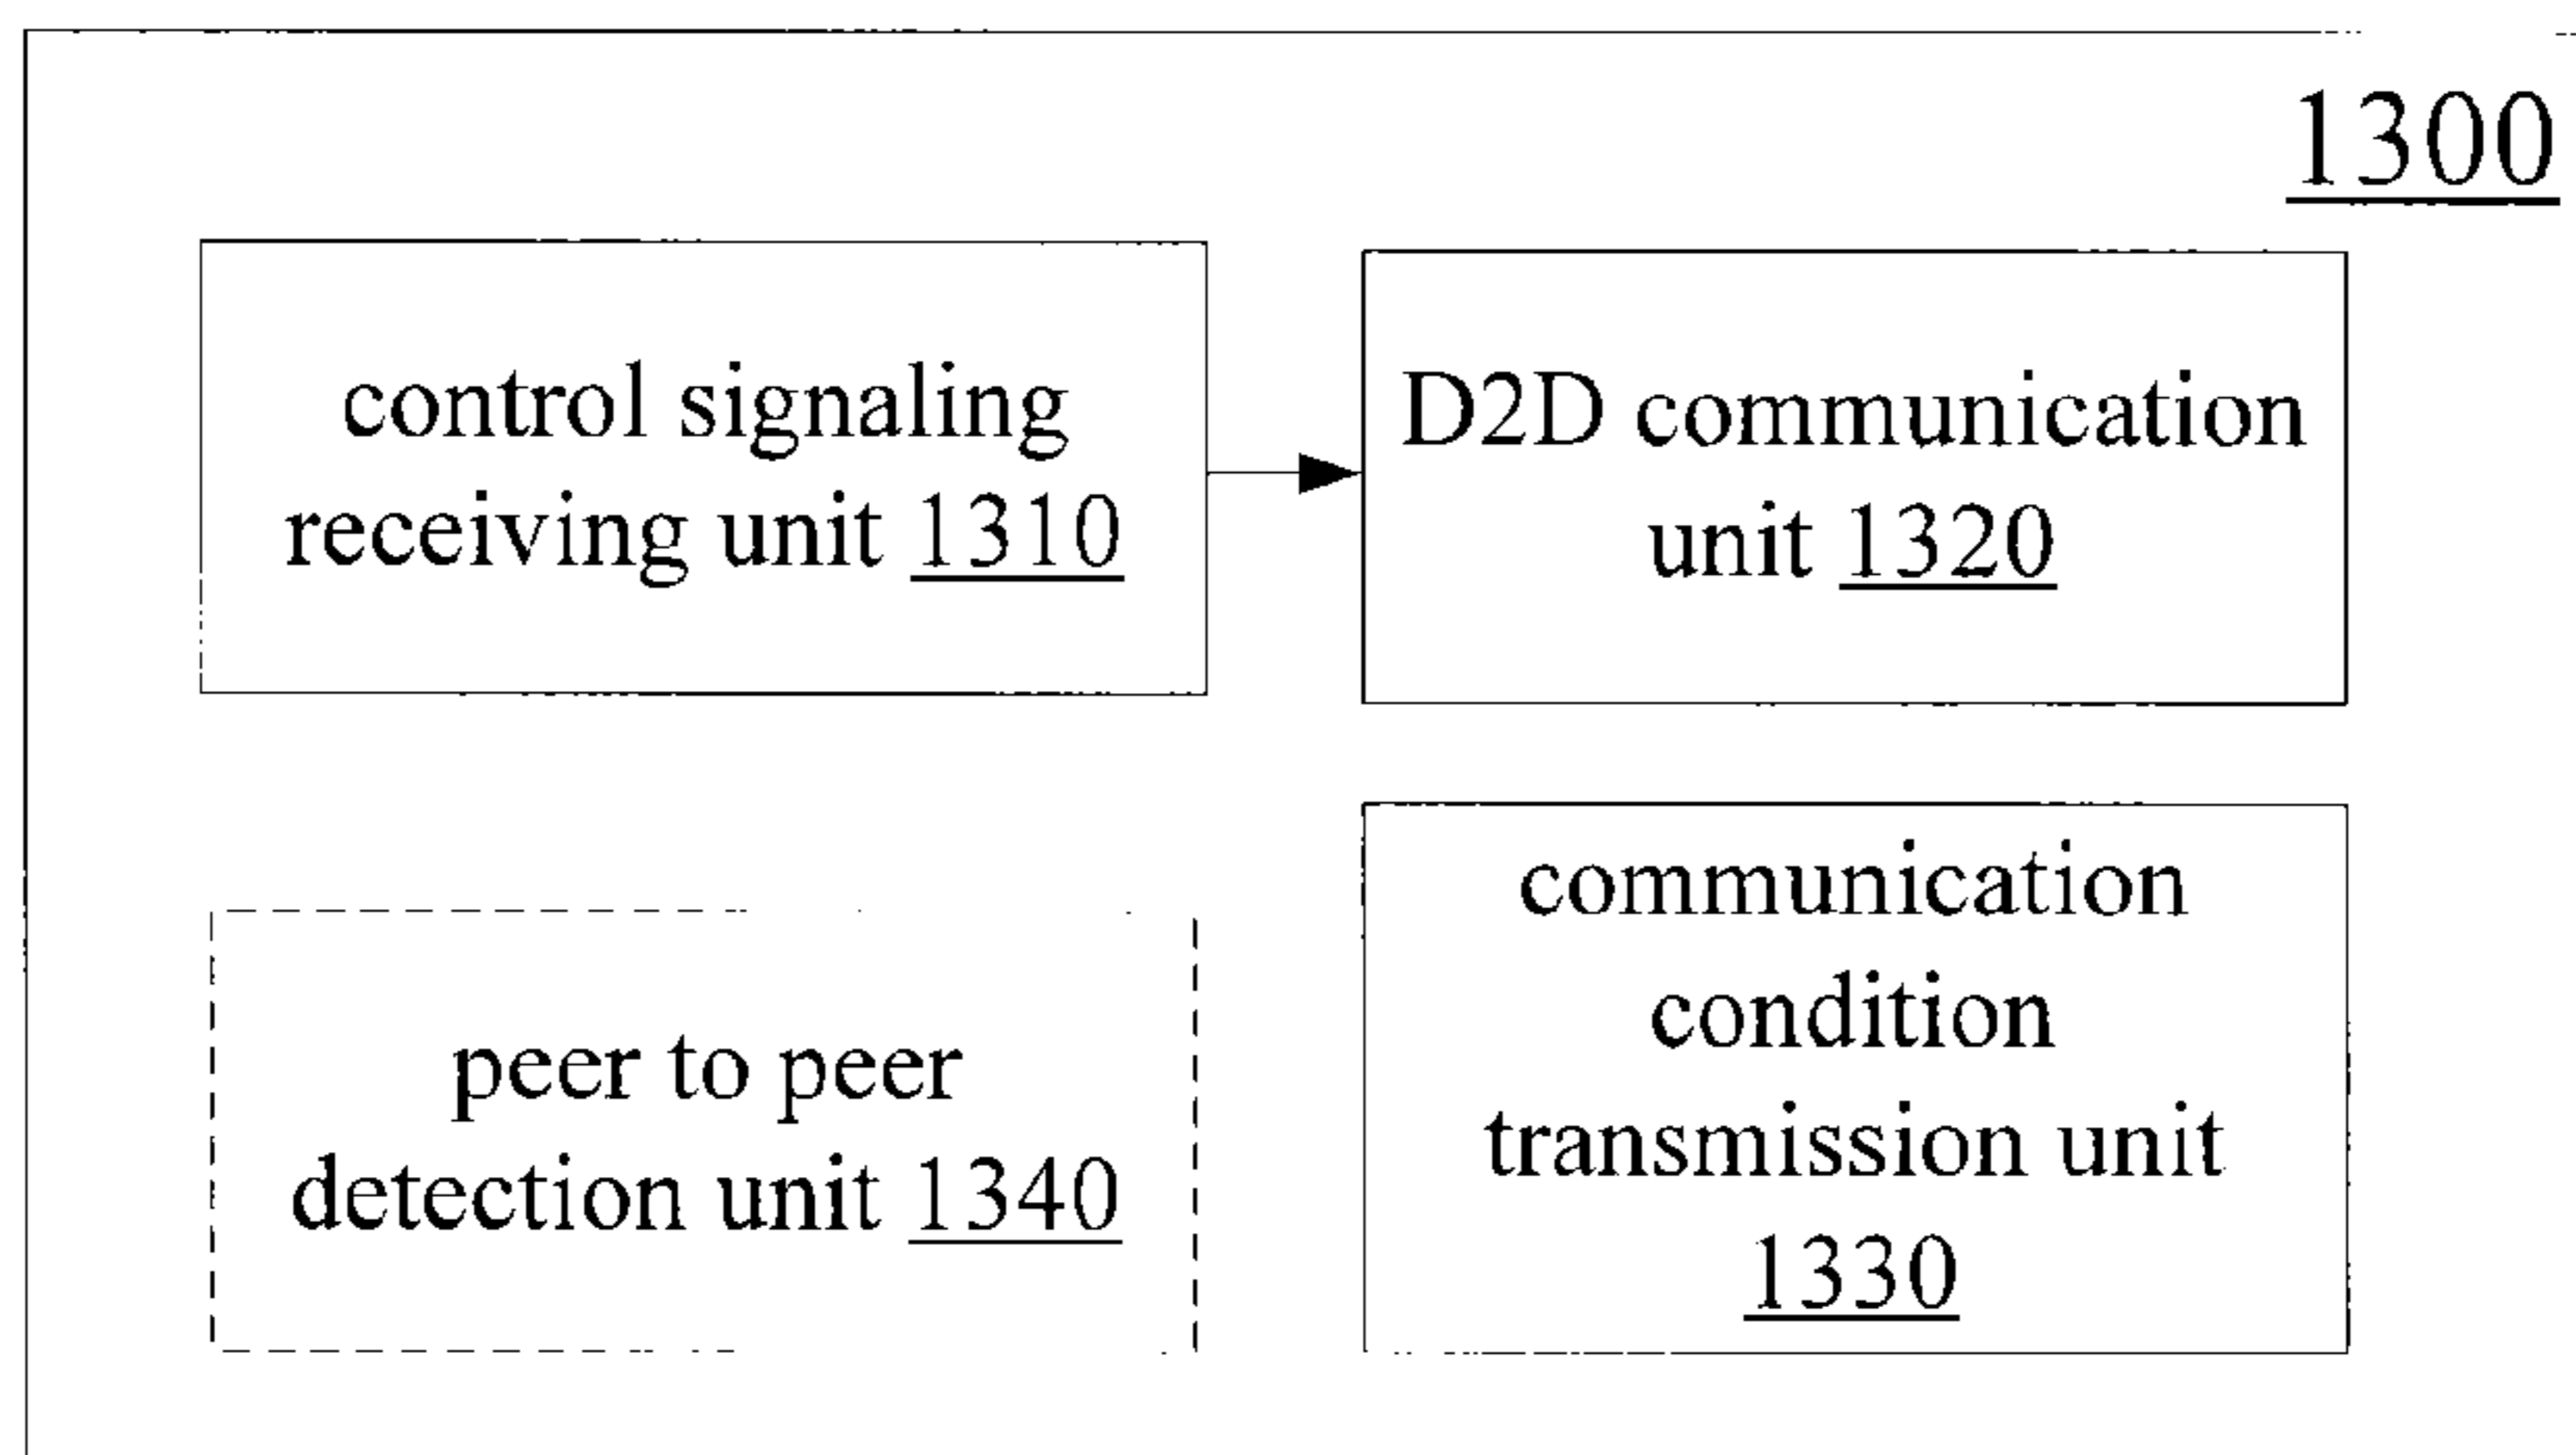 1300
control signaling
receiving unit 1310
D2D communication
unit 1320
peer to peer
detection unit 1340
communication
condition
transmission unit
1330